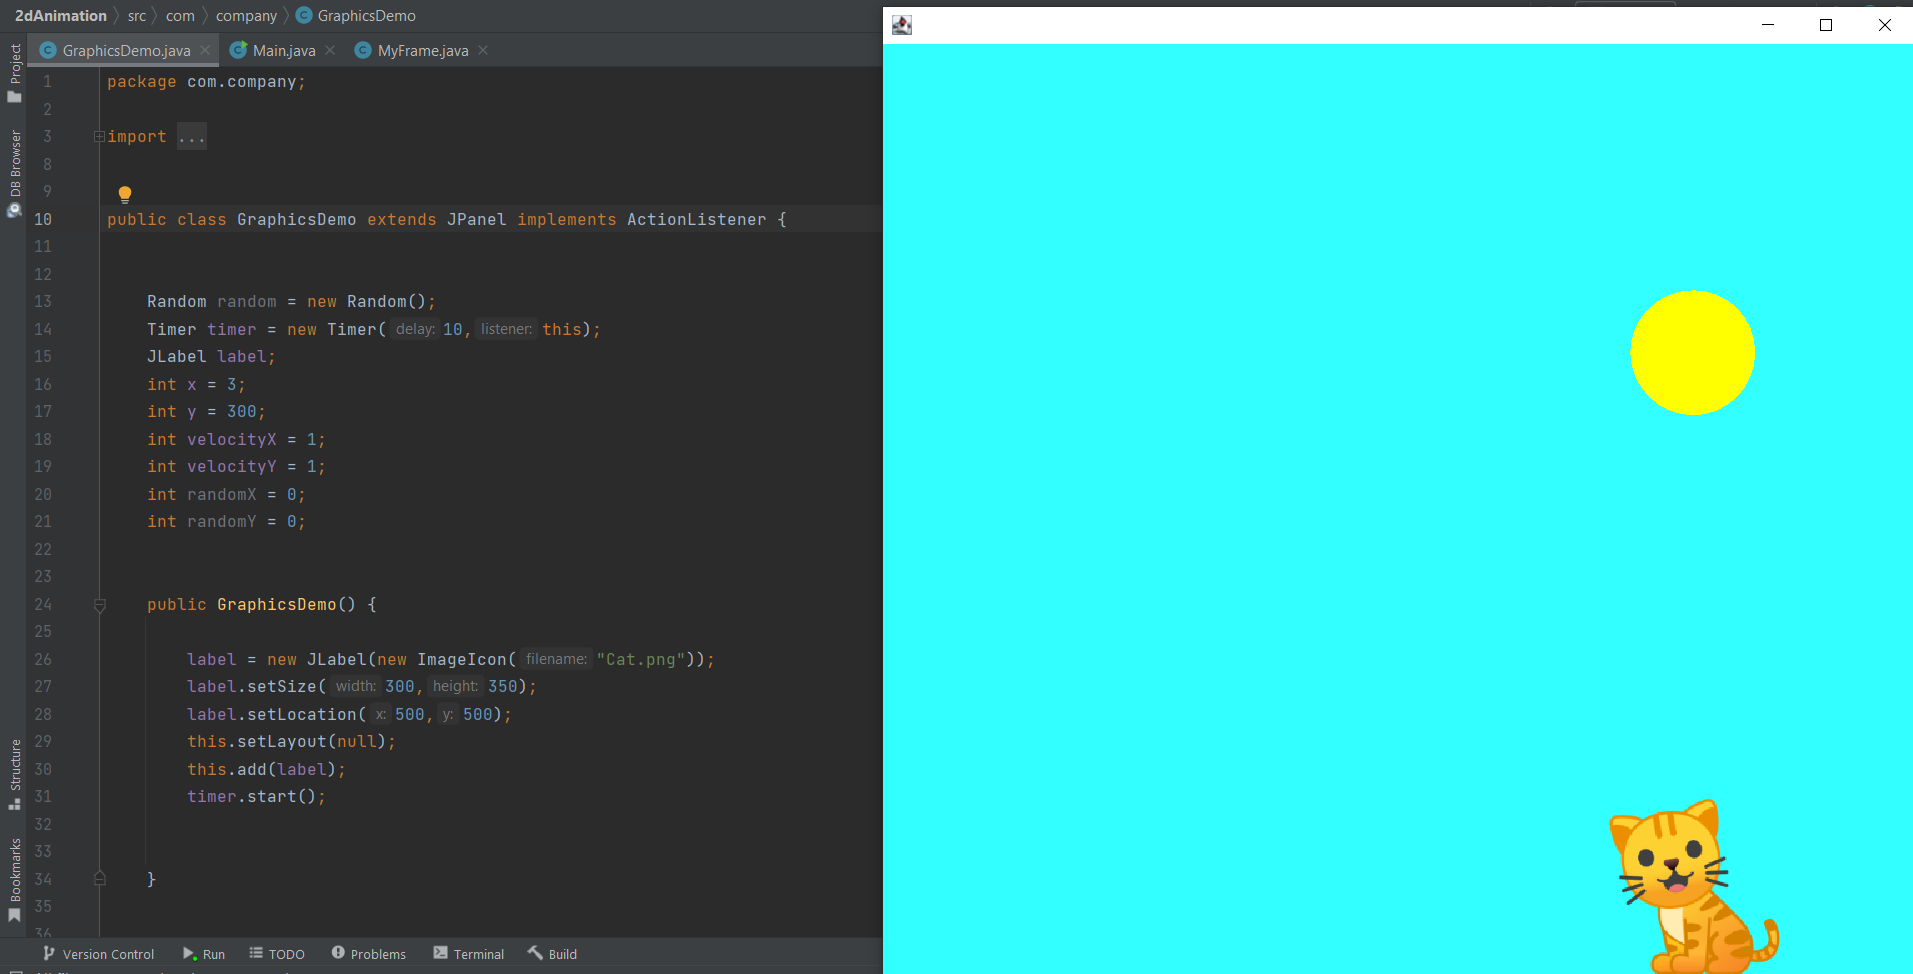 2dAnimation src com company GraphicsDemo
GraphicsDemo.java Main.java MyFrame.java
Project
DB Browser
Structure
Bookmarks
1 package com.company;
2
3 import ...
8
9
10 public class GraphicsDemo extends JPanel implements ActionListener {
11
12
13 Random random = new Random();
14 Timer timer = new Timer( delay: 10, listener: this);
15 JLabel label;
16 int x = 3;
17 int y = 300;
18 int velocityX = 1;
19 int velocityY = 1;
20 int randomX = 0;
21 int randomY = 0;
22
23
24 public GraphicsDemo() {
25
26 label = new JLabel(new ImageIcon( filename: "Cat.png"));
27 label.setSize( width: 300, height: 350);
28 label.setLocation( x: 500, y: 500);
29 this.setLayout(null);
30 this.add(label);
31 timer.start();
32
33
34 }
35
36
Version Control Run TODO Problems Terminal Build